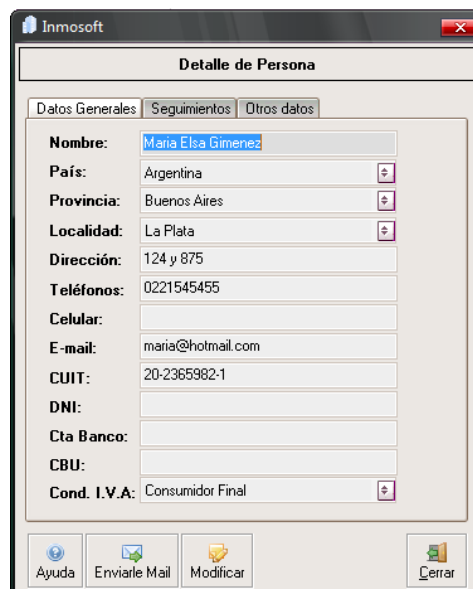 Inmosoft
Detalle de Persona
Datos Generales Seguimientos Otros datos
Nombre: Maria Elsa Gimenez
País: Argentina
Provincia: Buenos Aires
Localidad: La Plata
Dirección: 124 y 875
Teléfonos: 0221545455
Celular:
E-mail: maria@hotmail.com
CUIT: 20-2365982-1
DNI:
Cta Banco:
CBU:
Cond. I.V.A: Consumidor Final
Ayuda Enviarle Mail Modificar Cerrar